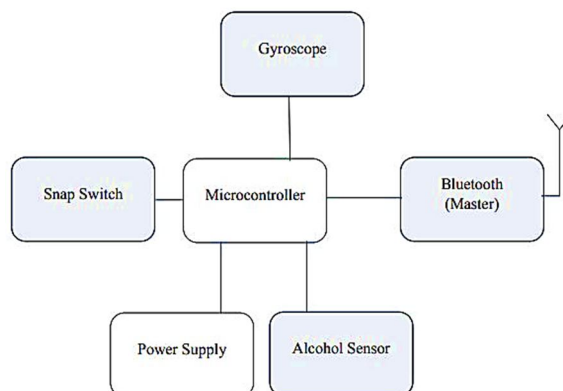 Gyroscope
Snap Switch
Microcontroller
Bluetooth
(Master)
Power Supply
Alcohol Sensor